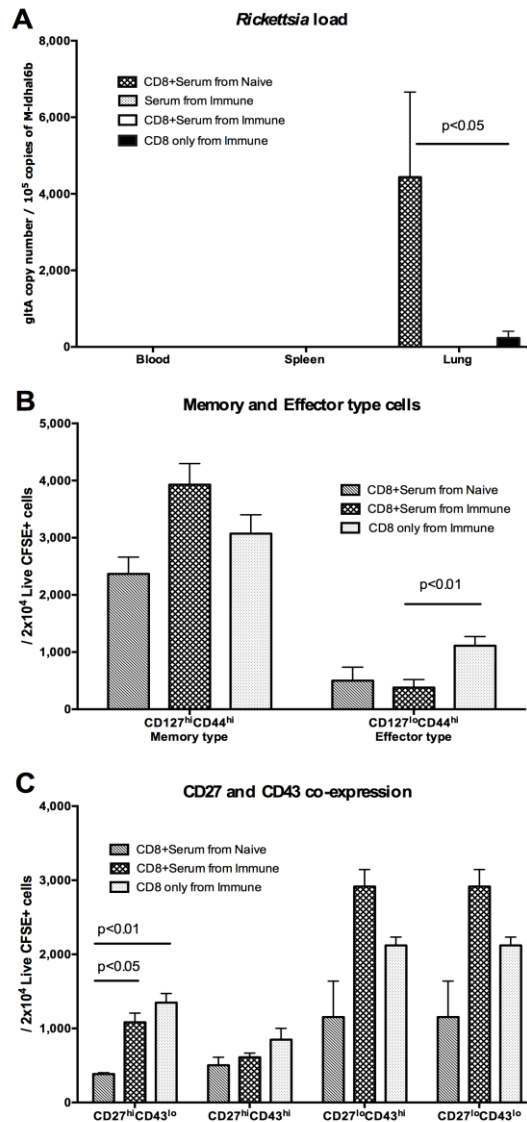 A
Rickettsia load
gltA copy number / 10⁵ copies of M-ldhal6b
8,000
6,000
4,000
2,000
0
CD8+Serum from Naive
Serum from Immune
CD8+Serum from Immune
CD8 only from Immune
p<0.05
Blood Spleen Lung
B
Memory and Effector type cells
/ 2x10⁴ Live CFSE+ cells
5,000
4,000
3,000
2,000
1,000
0
CD8+Serum from Naive
CD8+Serum from Immune
CD8 only from Immune
p<0.01
CD127ʰⁱCD44ʰⁱ CD127ˡᵒCD44ʰⁱ
Memory type Effector type
C
CD27 and CD43 co-expression
/ 2x10⁴ Live CFSE+ cells
4,000
3,000
2,000
1,000
0
CD8+Serum from Naive
CD8+Serum from Immune
CD8 only from Immune
p<0.01
p<0.05
CD27ʰⁱCD43ˡᵒ CD27ʰⁱCD43ʰⁱ CD27ˡᵒCD43ʰⁱ CD27ˡᵒCD43ˡᵒ